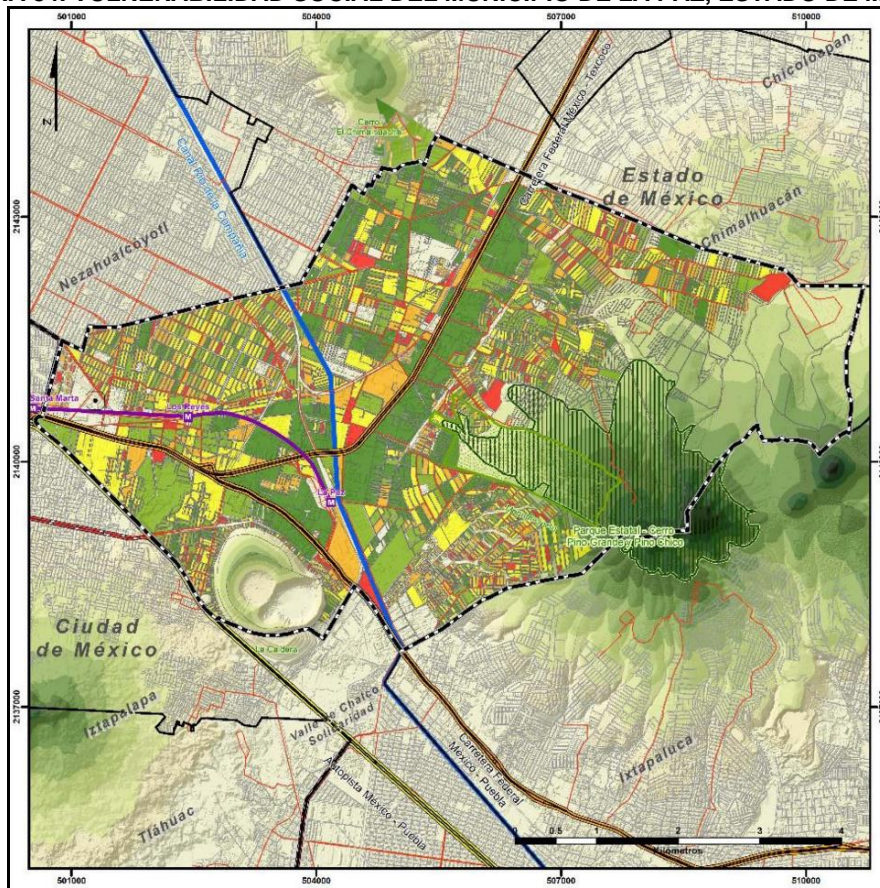 VULNERABILIDAD SOCIAL DEL MUNICIPIO DE LA PAZ, ESTADO DE
501000 504000 507000 510000
Chicoloapan
N
Cerro
Carretera Federal México - Texcoco
Canal Río de la Compañía
Estado
de México
2143000
Chimalhuacán
Nezahualcóyotl
Santa Marta
M
Los Reyes
M
2140000
La Paz
M
Parque Estatal - Cerro
Pino Grande y Pino Chico
Ciudad
de México
La Caldera
2137000
Iztapalapa
Valle de Chalco
Solidaridad
Carretera Federal
México - Puebla
Ixtapaluca
Autopista México - Puebla
Tláhuac
0 0.5 1 2 3 4
Kilómetros
501000 504000 507000 510000